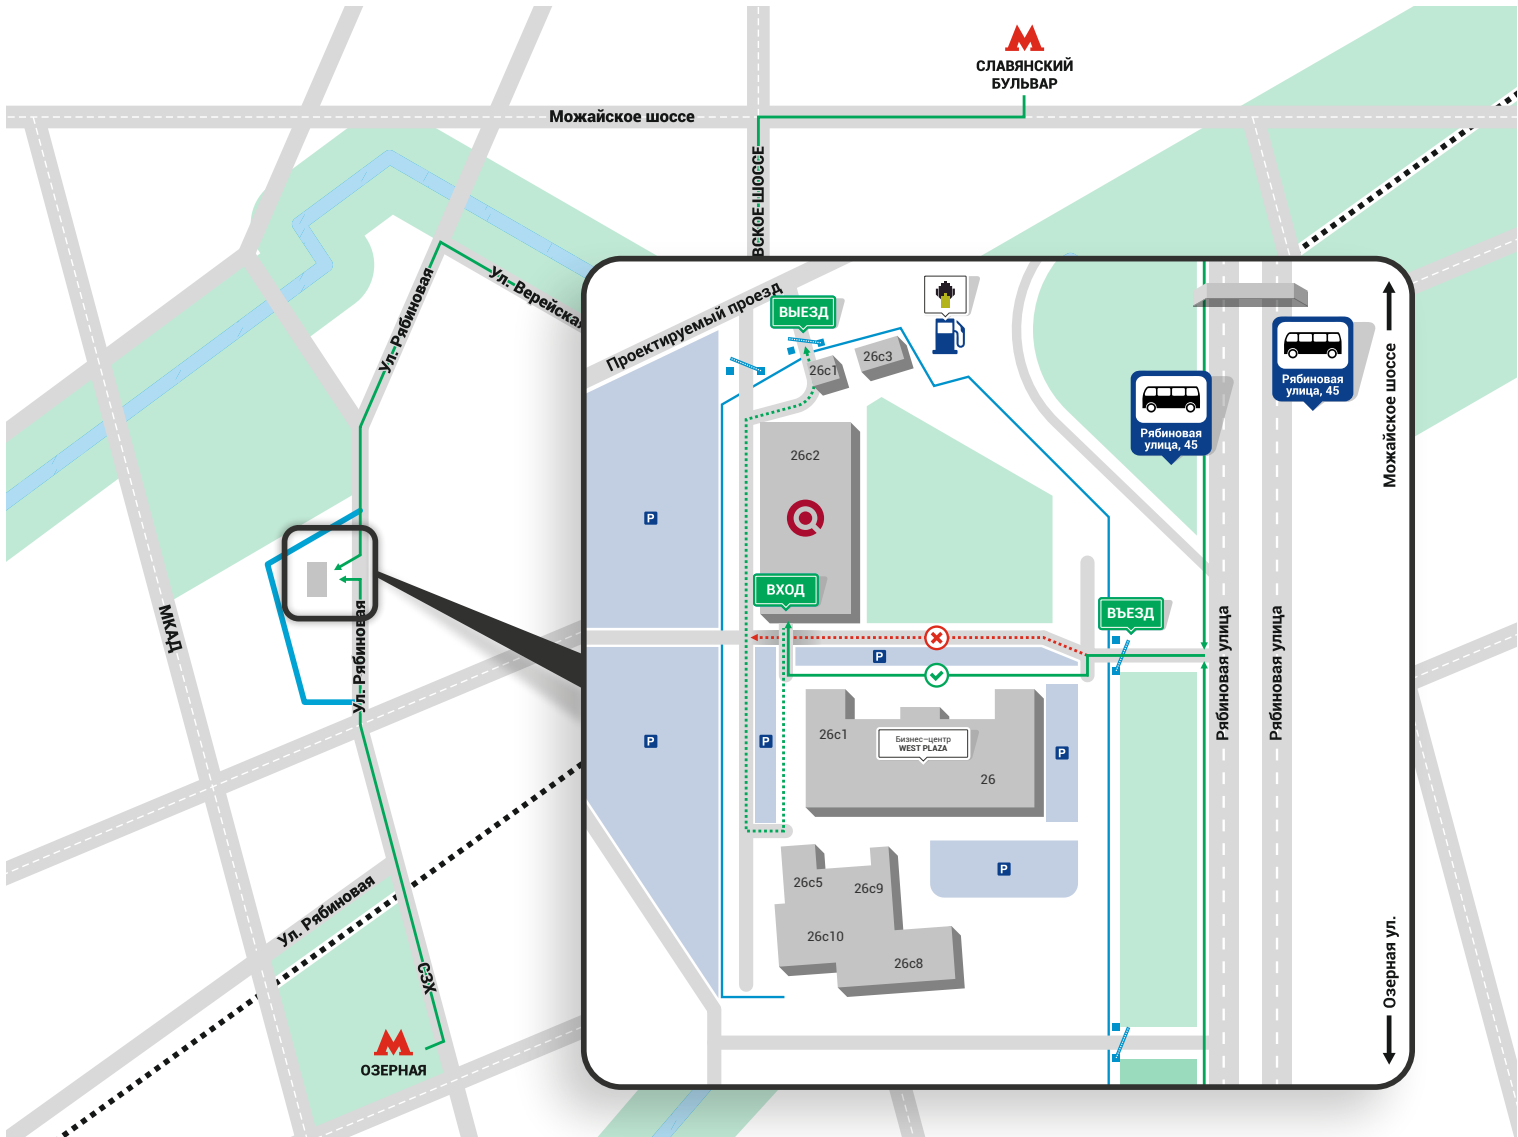 СЛАВЯНСКИЙ
БУЛЬВАР
Можайское шоссе
ВСКОЕ ШОССЕ
Ул. Рябиновая
Ул. Верейская
МКАД
Ул. Рябиновая
Ул. Рябиновая
СЗХ
ОЗЕРНАЯ
Проектируемый проезд
ВЫЕЗД
26с1
26с3
Рябиновая
улица, 45
Рябиновая
улица, 45
Можайское шоссе
26с2
P
ВХОД
ВЪЕЗД
P
Рябиновая улица
Рябиновая улица
P
P
26с1
Бизнес-центр
WEST PLAZA
P
26
P
26с5
26с9
26с10
26с8
Озерная ул.